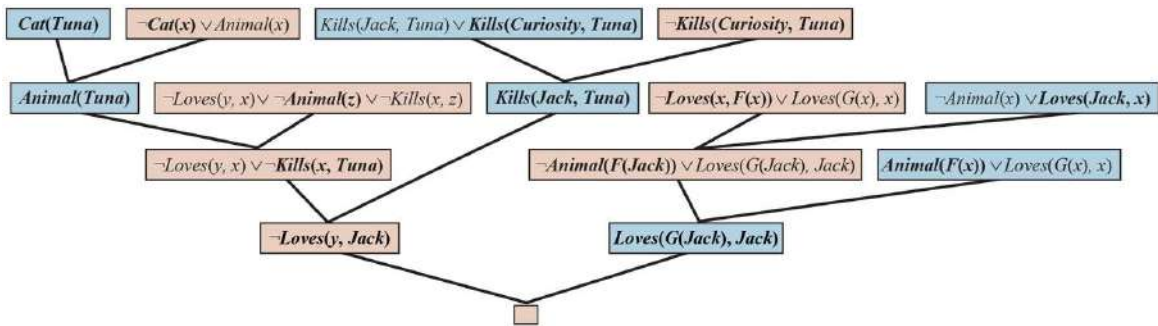 Cat(Tuna) ¬Cat(x) ∨ Animal(x) Kills(Jack, Tuna) ∨ Kills(Curiosity, Tuna) ¬Kills(Curiosity, Tuna)
Animal(Tuna) ¬Loves(y, x) ∨ ¬Animal(z) ∨ ¬Kills(x, z) Kills(Jack, Tuna) ¬Loves(x, F(x)) ∨ Loves(G(x), x) ¬Animal(x) ∨ Loves(Jack, x)
¬Loves(y, x) ∨ ¬Kills(x, Tuna) ¬Animal(F(Jack)) ∨ Loves(G(Jack), Jack) Animal(F(x)) ∨ Loves(G(x), x)
¬Loves(y, Jack) Loves(G(Jack), Jack)